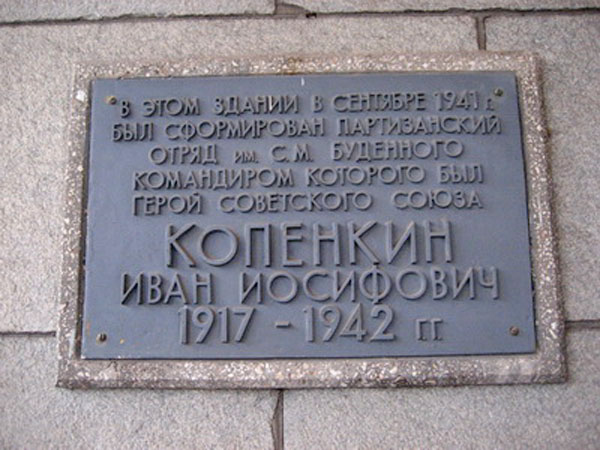 В ЭТОМ ЗДАНИИ В СЕНТЯБРЕ 1941 г.
БЫЛ СФОРМИРОВАН ПАРТИЗАНСКИЙ
ОТРЯД ИМ. С.М. БУДЕННОГО
КОМАНДИРОМ КОТОРОГО БЫЛ
ГЕРОЙ СОВЕТСКОГО СОЮЗА
КОПЕНКИН
ИВАН ИОСИФОВИЧ
1917 - 1942 г.г.